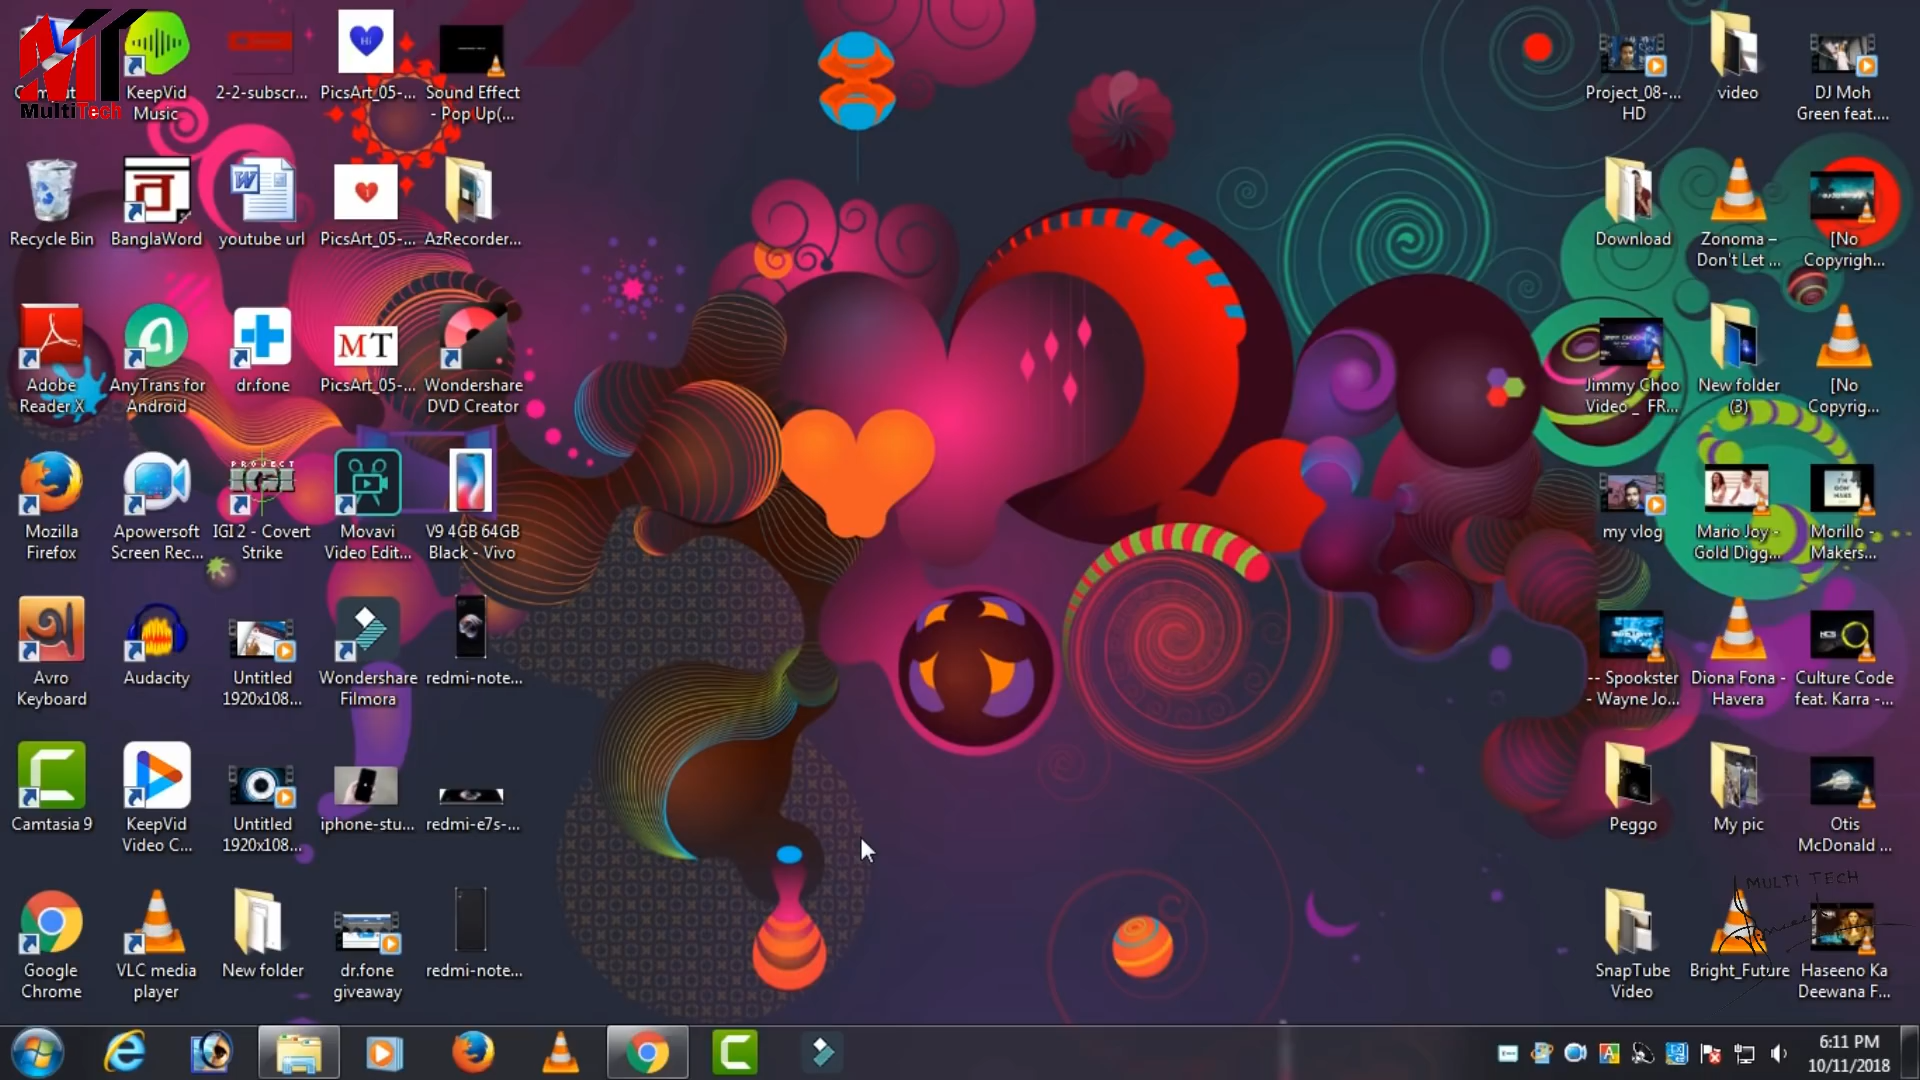 MultiTech
KeepVid
Music
2-2-subscr...
PicsArt_05-...
Sound Effect
- Pop Up(...
Project_08-...
HD
video
DJ Moh
Green feat....
Recycle Bin
BanglaWord
youtube url
PicsArt_05-...
AzRecorder...
Download
Zonoma –
Don't Let ...
[No
Copyrigh...
Adobe
Reader X
AnyTrans for
Android
dr.fone
MT
PicsArt_05-...
Wondershare
DVD Creator
Jimmy Choo
Video _ FR...
New folder
(3)
[No
Copyrig...
Mozilla
Firefox
Apowersoft
Screen Rec...
PROJECT
IGI
IGI 2 - Covert
Strike
Movavi
Video Edit...
V9 4GB 64GB
Black - Vivo
my vlog
Mario Joy -
Gold Digg...
Morillo -
Makers...
Avro
Keyboard
Audacity
Untitled
1920x108...
Wondershare
Filmora
redmi-note...
-- Spookster
- Wayne Jo...
Diona Fona -
Havera
Culture Code
feat. Karra -...
Camtasia 9
KeepVid
Video C...
Untitled
1920x108...
iphone-stu...
redmi-e7s-...
Peggo
My pic
Otis
McDonald ...
MULTI TECH
Google
Chrome
VLC media
player
New folder
dr.fone
giveaway
redmi-note...
SnapTube
Video
Bright_Future
Haseeno Ka
Deewana F...
6:11 PM
10/11/2018